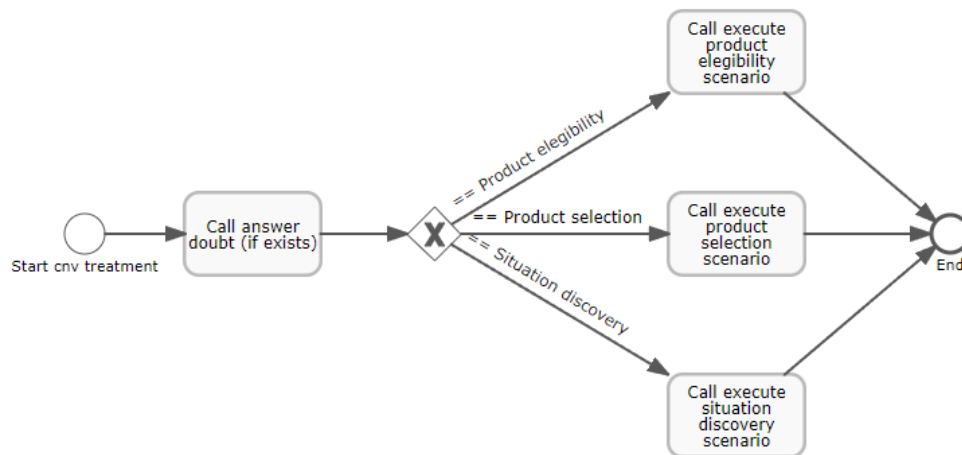 Call execute
product
elegibility
scenario
== Product elegibility
Start cnv treatment
Call answer
doubt (if exists)
X
== Product selection
Call execute
product
selection
scenario
End
== Situation discovery
Call execute
situation
discovery
scenario